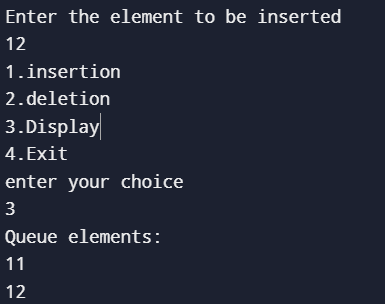 Enter the element to be inserted
12
1.insertion
2.deletion
3.Display
4.Exit
enter your choice
3
Queue elements:
11
12